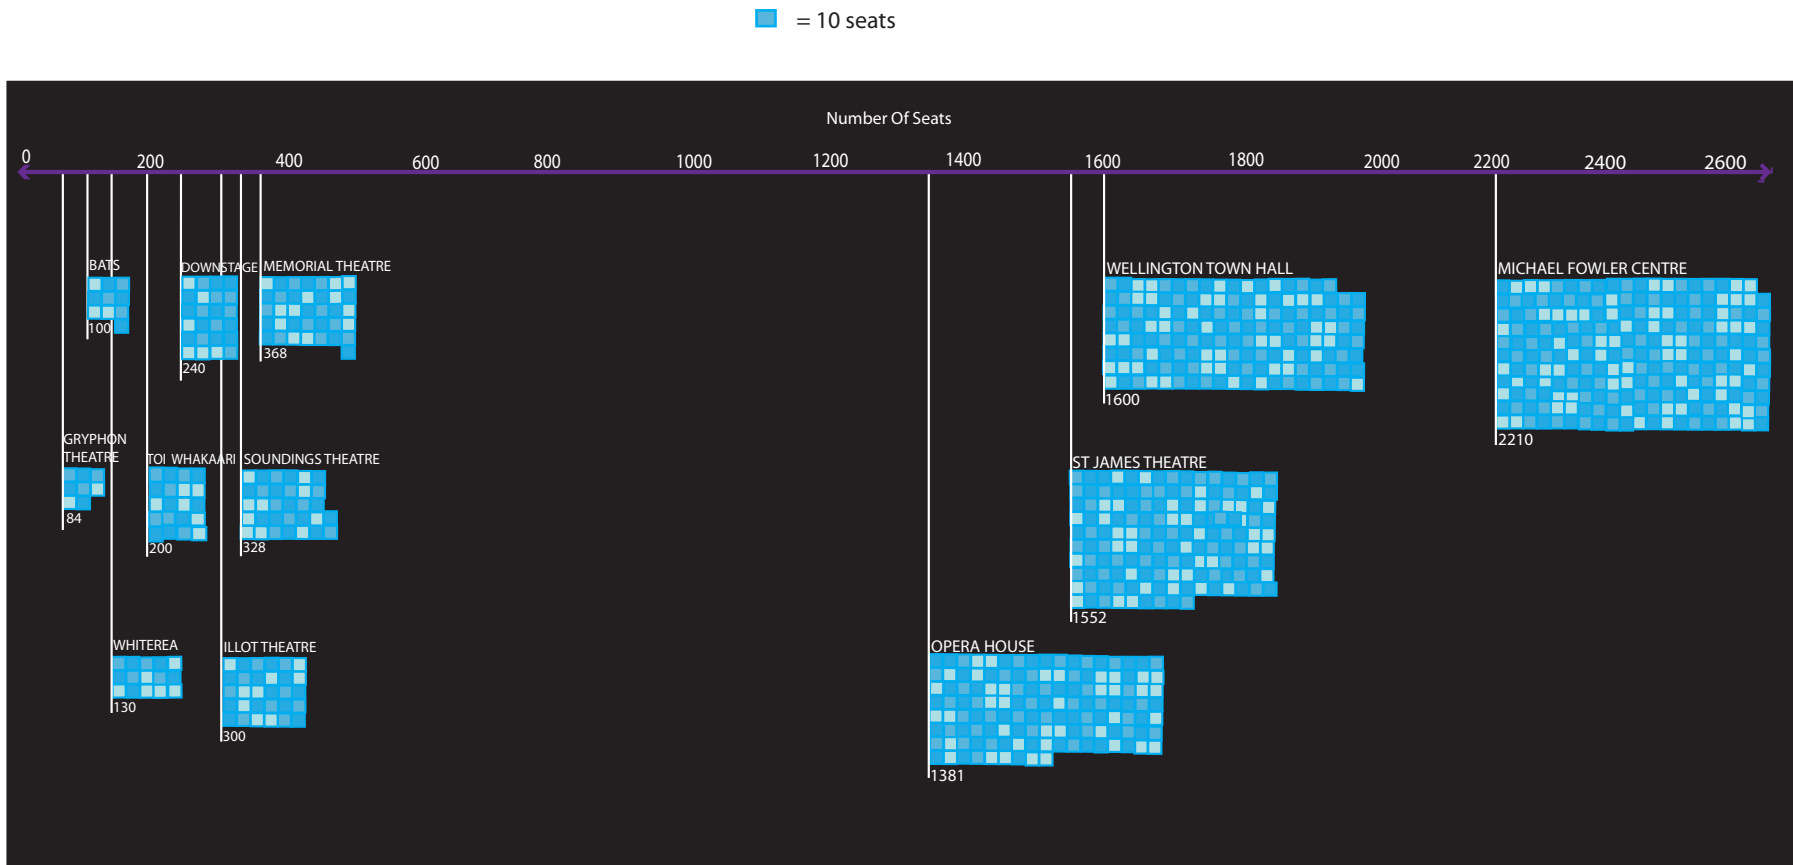 = 10 seats
Number Of Seats
0 200 400 600 800 1000 1200 1400 1600 1800 2000 2200 2400 2600
BATS
100
DOWNSTAGE
240
MEMORIAL THEATRE
368
WELLINGTON TOWN HALL
1600
MICHAEL FOWLER CENTRE
2210
GRYPHON
THEATRE
84
TOI WHAKAARI
200
SOUNDINGS THEATRE
328
ST JAMES THEATRE
1552
WHITEREA
130
ILLOT THEATRE
300
OPERA HOUSE
1381